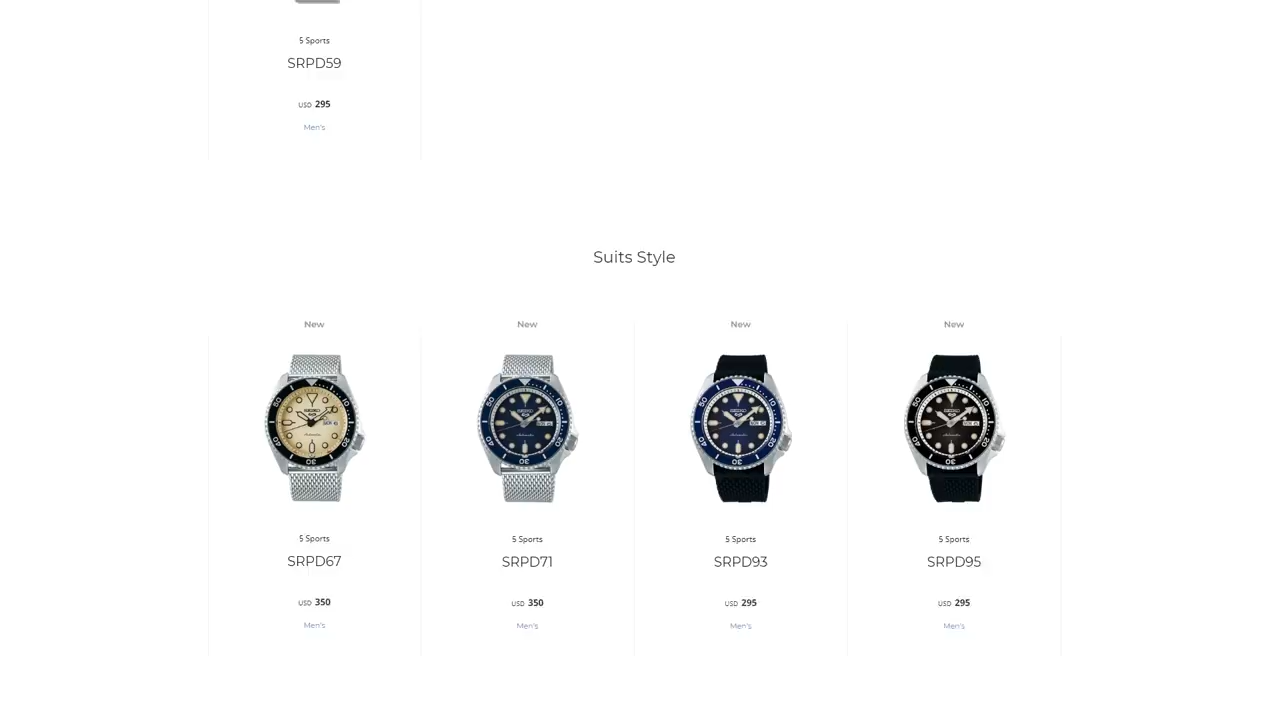 5 Sports
SRPD59
USD 295
Men's
Suits Style
New
New
New
New
5 Sports
5 Sports
5 Sports
5 Sports
SRPD67
SRPD71
SRPD93
SRPD95
USD 350
USD 350
USD 295
USD 295
Men's
Men's
Men's
Men's